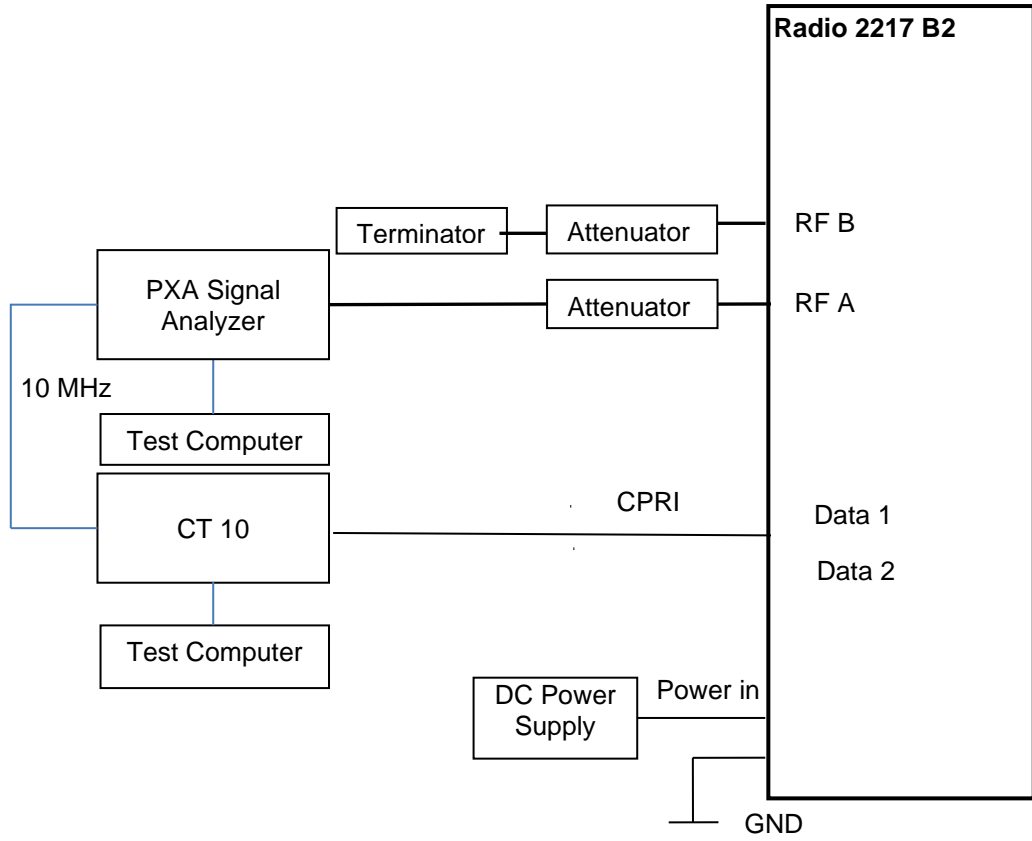 Radio 2217 B2
RF B
Terminator
Attenuator
PXA Signal
Analyzer
Attenuator
RF A
10 MHz
Test Computer
CT 10
CPRI
Data 1
Data 2
Test Computer
DC Power
Supply
Power in
GND